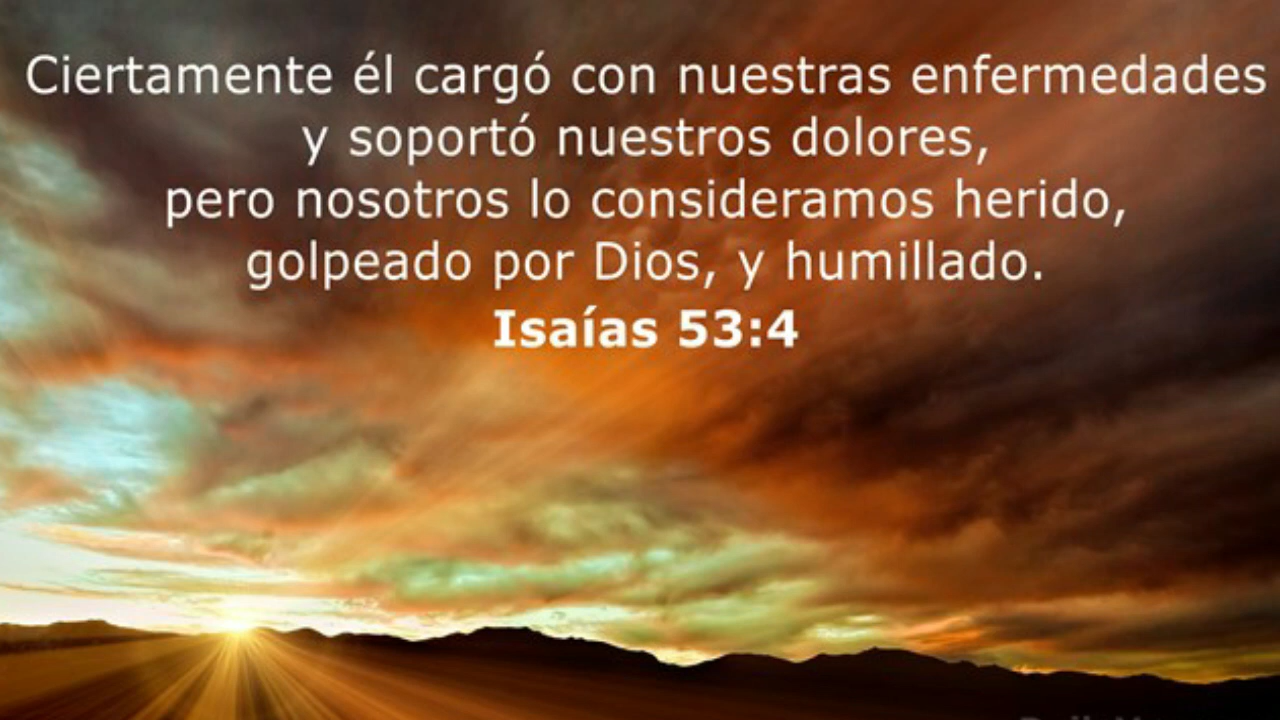 Ciertamente él cargó con nuestras enfermedades
y soportó nuestros dolores,
pero nosotros lo consideramos herido,
golpeado por Dios, y humillado.
Isaías 53:4